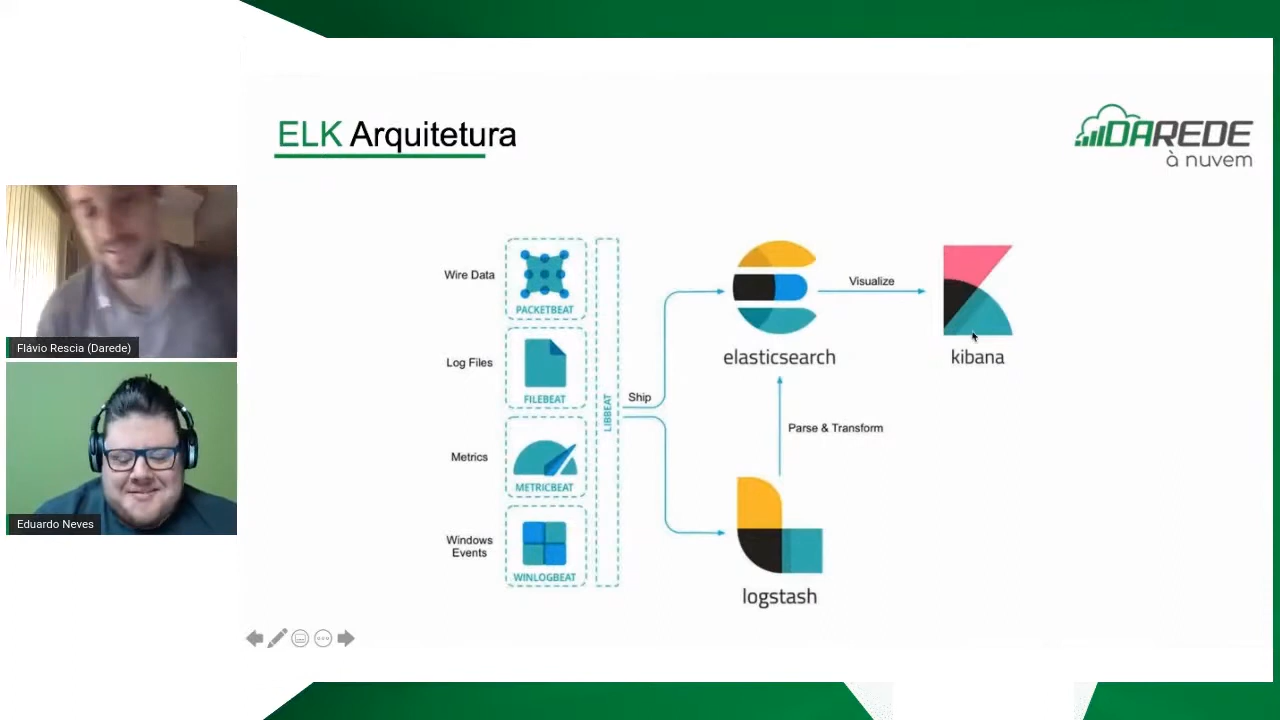 ELK Arquitetura
DAREDE
à nuvem
Flávio Rescia (Darede)
Eduardo Neves
Wire Data
PACKETBEAT
Log Files
FILEBEAT
Metrics
METRICBEAT
Windows
Events
WINLOGBEAT
LIBBEAT
Ship
elasticsearch
Visualize
kibana
Parse & Transform
logstash